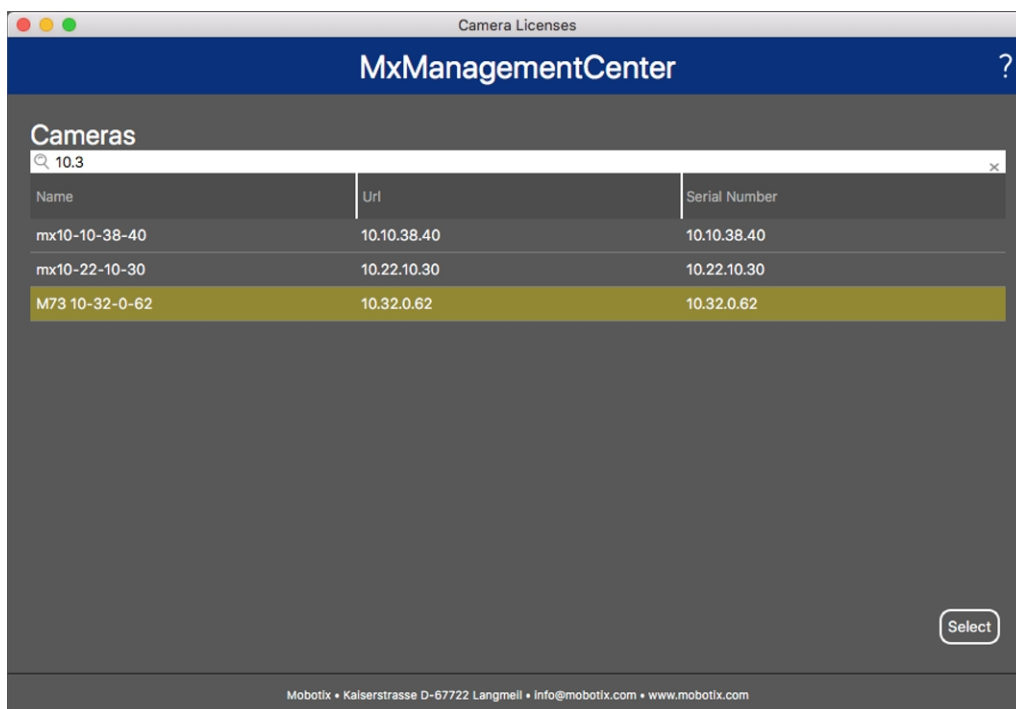 Camera Licenses
MxManagementCenter ?
Cameras
10.3 ×
Name Url Serial Number
mx10-10-38-40 10.10.38.40 10.10.38.40
mx10-22-10-30 10.22.10.30 10.22.10.30
M73 10-32-0-62 10.32.0.62 10.32.0.62
Select
Mobotix • Kaiserstrasse D-67722 Langmeil • info@mobotix.com • www.mobotix.com